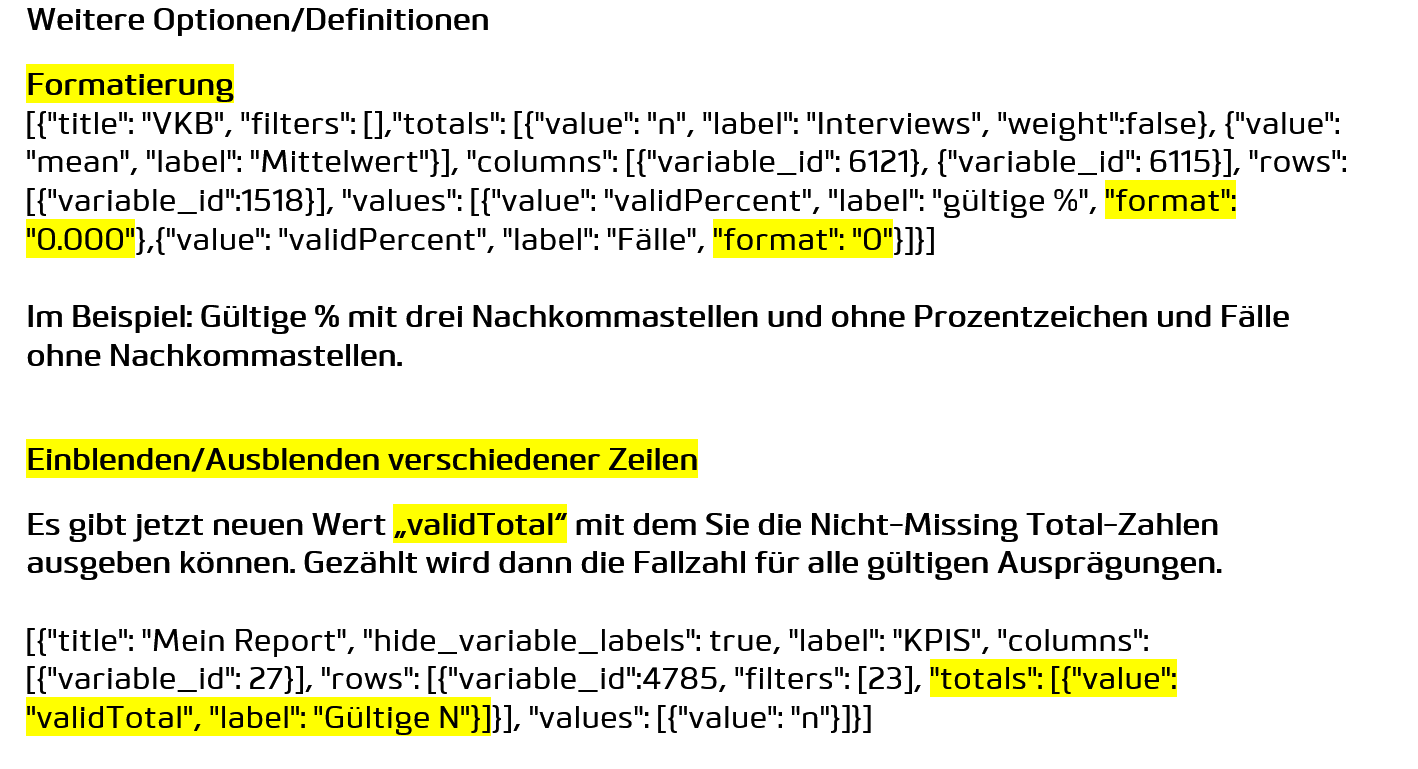 Weitere Optionen/Definitionen
Formatierung
[{"title": "VKB", "filters": [],"totals": [{"value": "n", "label": "Interviews", "weight":false}, {"value":
"mean", "label": "Mittelwert"}], "columns": [{"variable_id": 6121}, {"variable_id": 6115}], "rows":
[{"variable_id":1518}], "values": [{"value": "validPercent", "label": "gültige %", "format":
"0.000"},{"value": "validPercent", "label": "Fälle", "format": "0"}]}]
Im Beispiel: Gültige % mit drei Nachkommastellen und ohne Prozentzeichen und Fälle
ohne Nachkommastellen.
Einblenden/Ausblenden verschiedener Zeilen
Es gibt jetzt neuen Wert „validTotal“ mit dem Sie die Nicht-Missing Total-Zahlen
ausgeben können. Gezählt wird dann die Fallzahl für alle gültigen Ausprägungen.
[{"title": "Mein Report", "hide_variable_labels": true, "label": "KPIS", "columns":
[{"variable_id": 27}], "rows": [{"variable_id":4785, "filters": [23], "totals": [{"value":
"validTotal", "label": "Gültige N"}]}], "values": [{"value": "n"}]}]